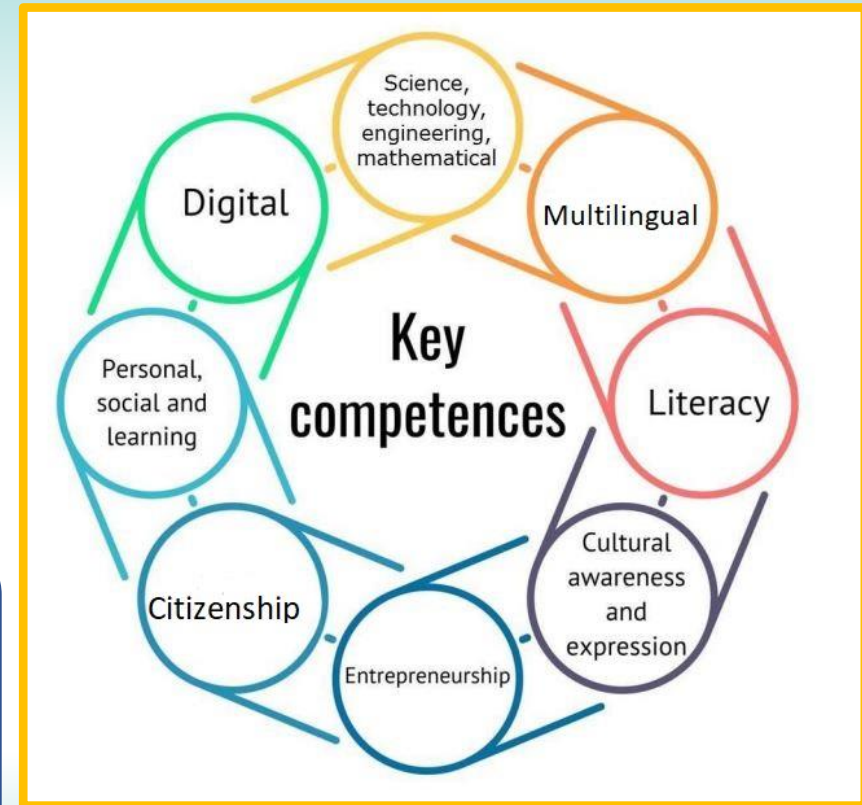 Science,
technology,
engineering,
mathematical
Digital
Multilingual
Key
competences
Personal,
social and
learning
Literacy
Cultural
awareness
and
expression
Citizenship
Entrepreneurship